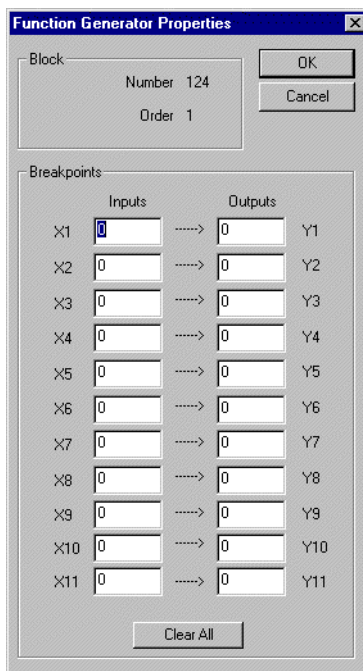 Function Generator Properties
Block
Number 124
Order 1
OK
Cancel
Breakpoints
Inputs Outputs
X1 0 -----> 0 Y1
X2 0 -----> 0 Y2
X3 0 -----> 0 Y3
X4 0 -----> 0 Y4
X5 0 -----> 0 Y5
X6 0 -----> 0 Y6
X7 0 -----> 0 Y7
X8 0 -----> 0 Y8
X9 0 -----> 0 Y9
X10 0 -----> 0 Y10
X11 0 -----> 0 Y11
Clear All